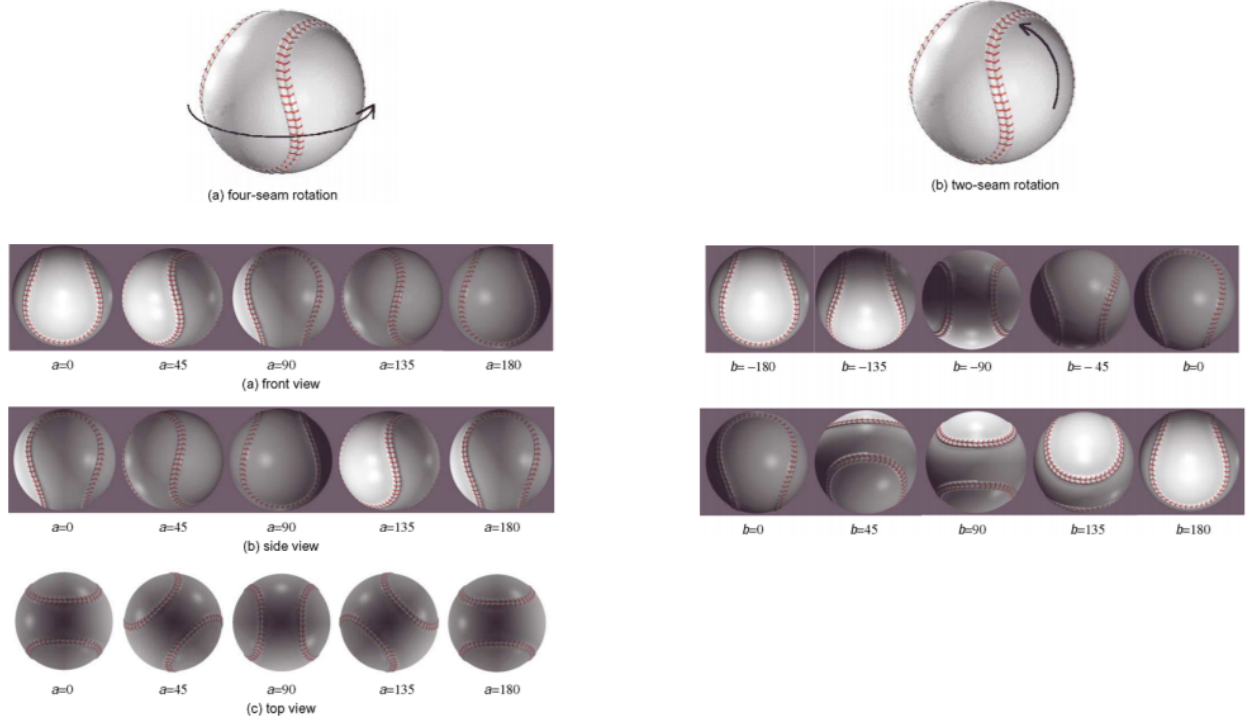 (a) four-seam rotation
(b) two-seam rotation
a=0 a=45 a=90 a=135 a=180
(a) front view
b= −180 b= −135 b= −90 b= − 45 b=0
a=0 a=45 a=90 a=135 a=180
(b) side view
b=0 b=45 b=90 b=135 b=180
a=0 a=45 a=90 a=135 a=180
(c) top view